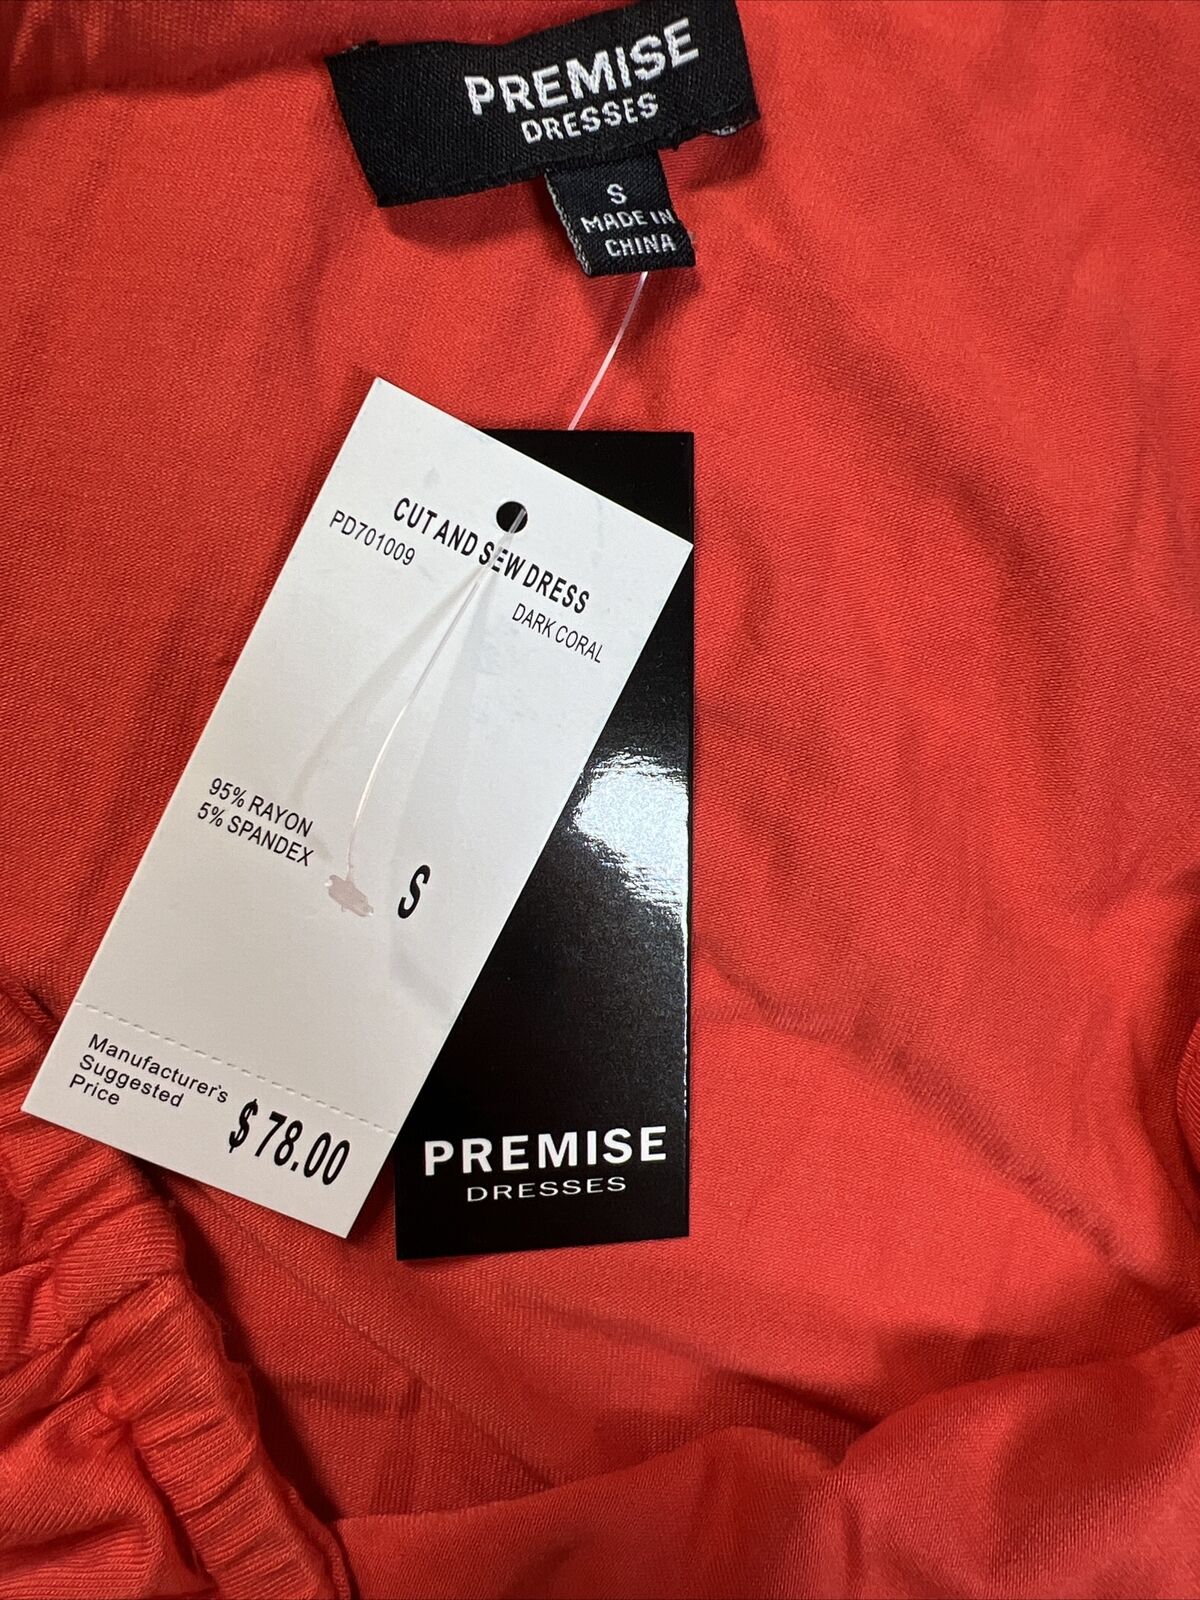 PREMISE
DRESSES
S
MADE IN
CHINA
CUT AND SEW DRESS
PD701009
DARK CORAL
95% RAYON
5% SPANDEX
S
Manufacturer's
Suggested
Price
$78.00
PREMISE
DRESSES